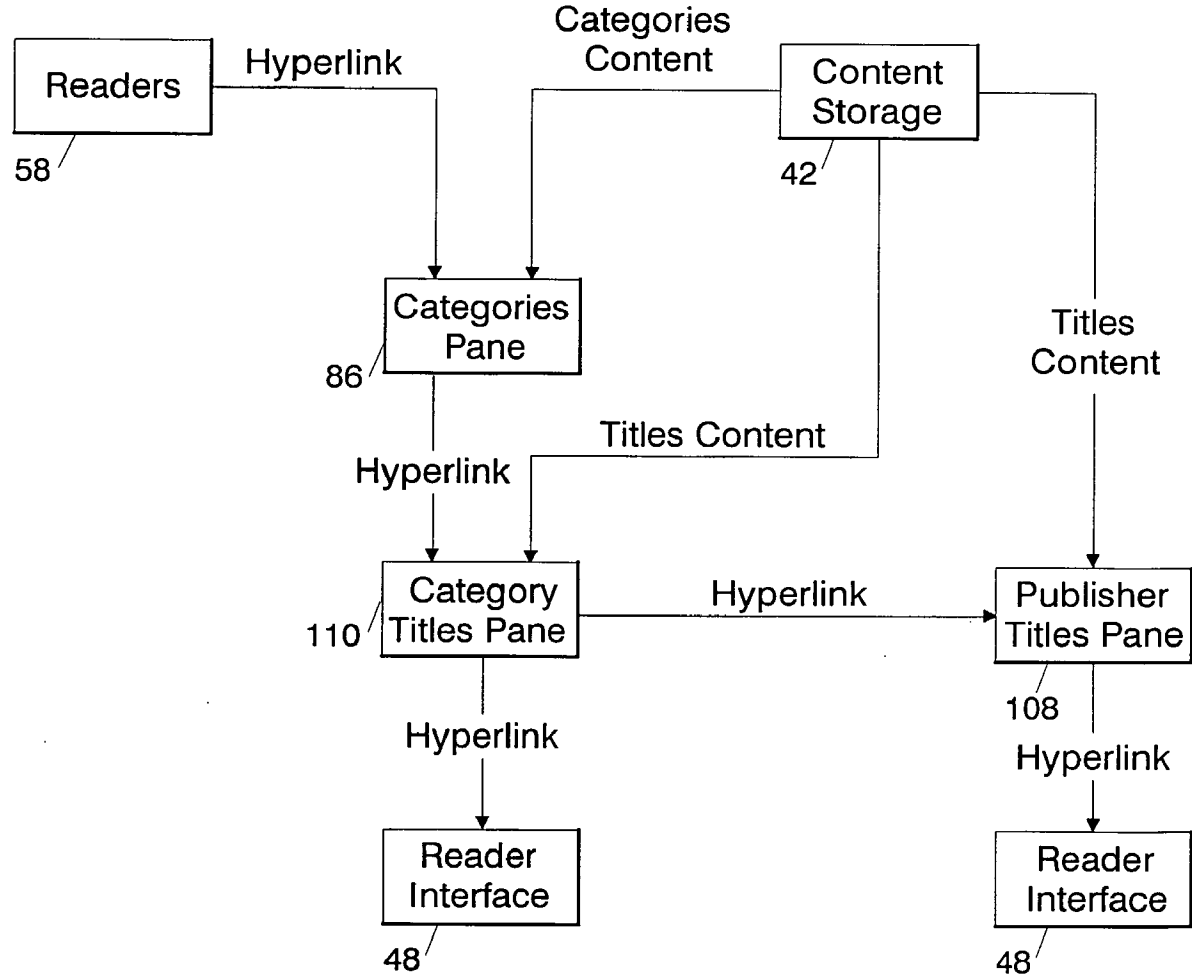 Categories
Content
Readers
Hyperlink
Content
Storage
58
42
Categories
Pane
86
Titles
Content
Titles Content
Hyperlink
Category
Titles Pane
110
Hyperlink
Publisher
Titles Pane
108
Hyperlink
Hyperlink
Reader
Interface
48
Reader
Interface
48